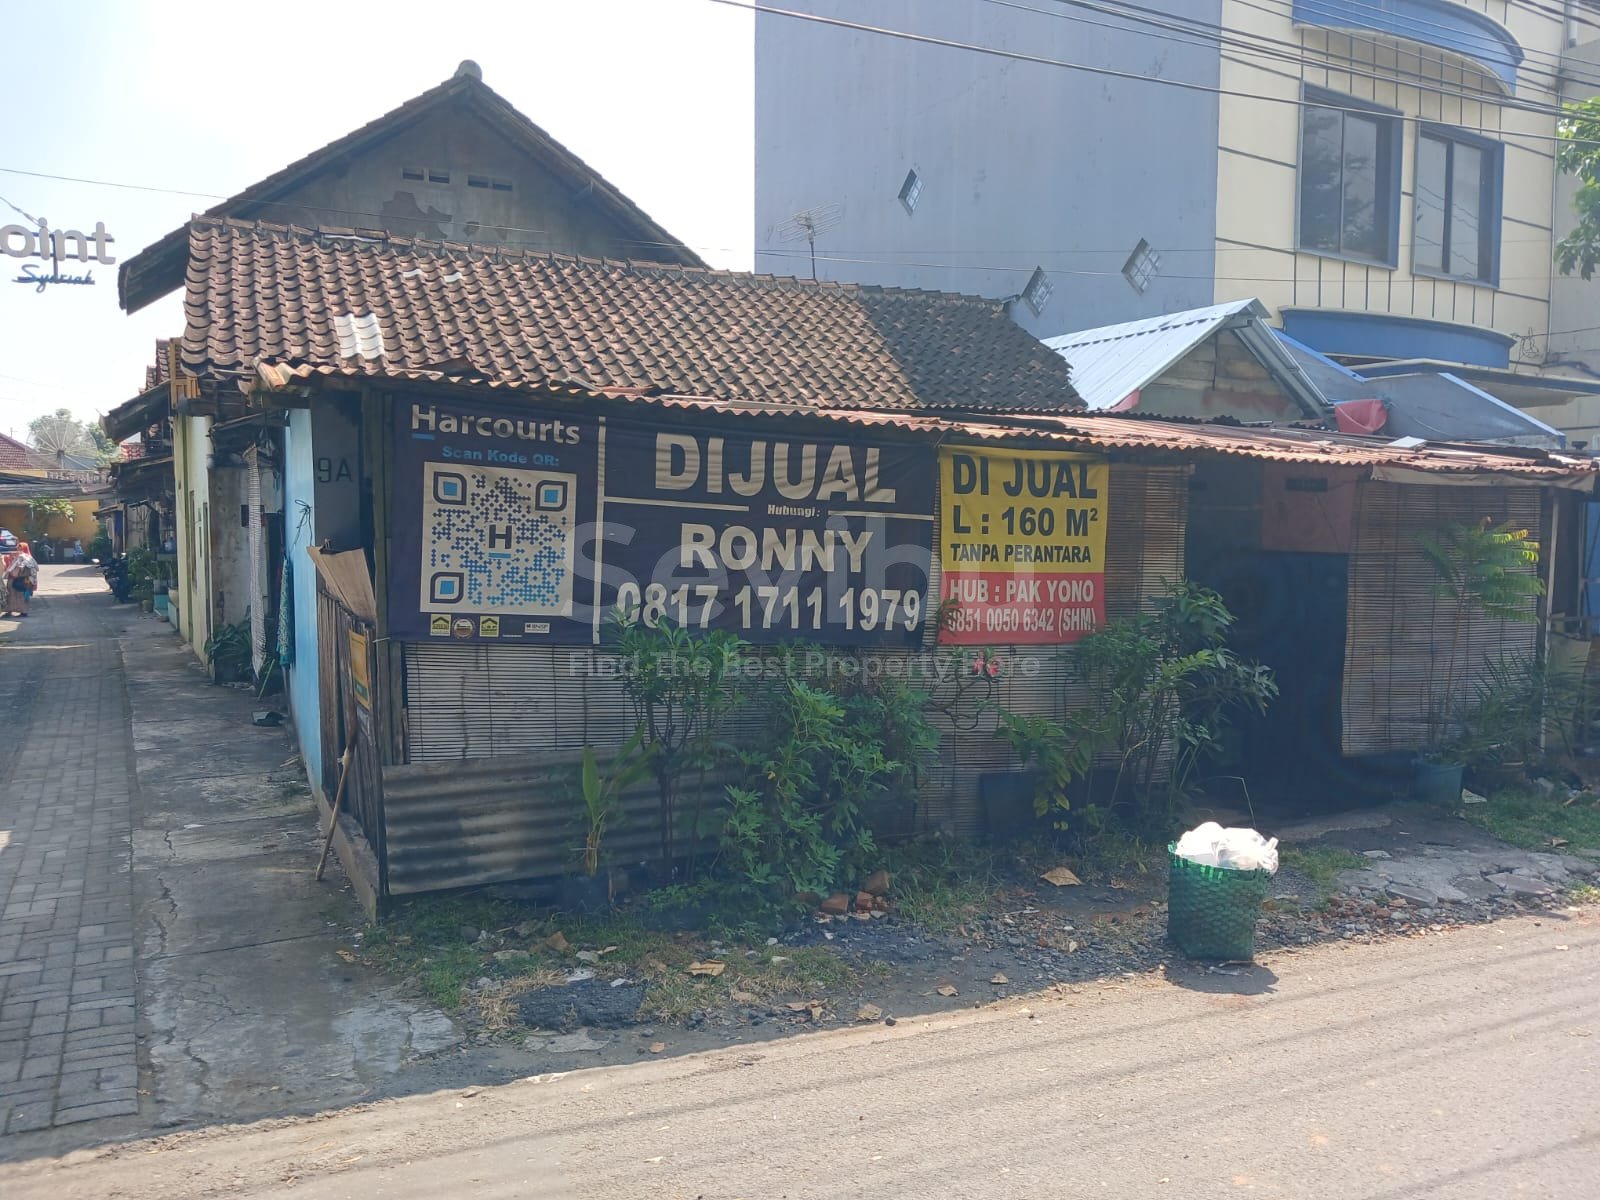 oint
Syariah
9A
Harcourts
Scan Kode QR:
H
DIJUAL
Hubungi :
RONNY
0817 1711 1979
DI JUAL
L : 160 M²
TANPA PERANTARA
HUB : PAK YONO
0851 0050 6342 (SHM)
Find The Best Property Here